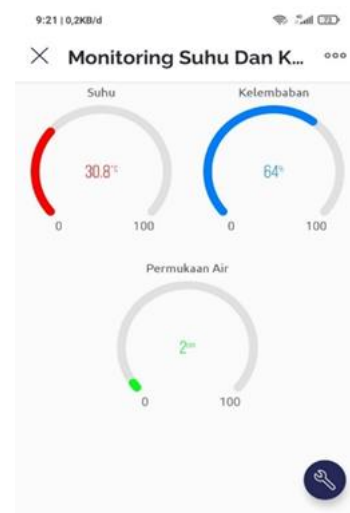 9:21 | 0,2KB/d
Monitoring Suhu Dan K...
Suhu
Kelembaban
30.8°C
64%
0 100
0 100
Permukaan Air
2
0 100